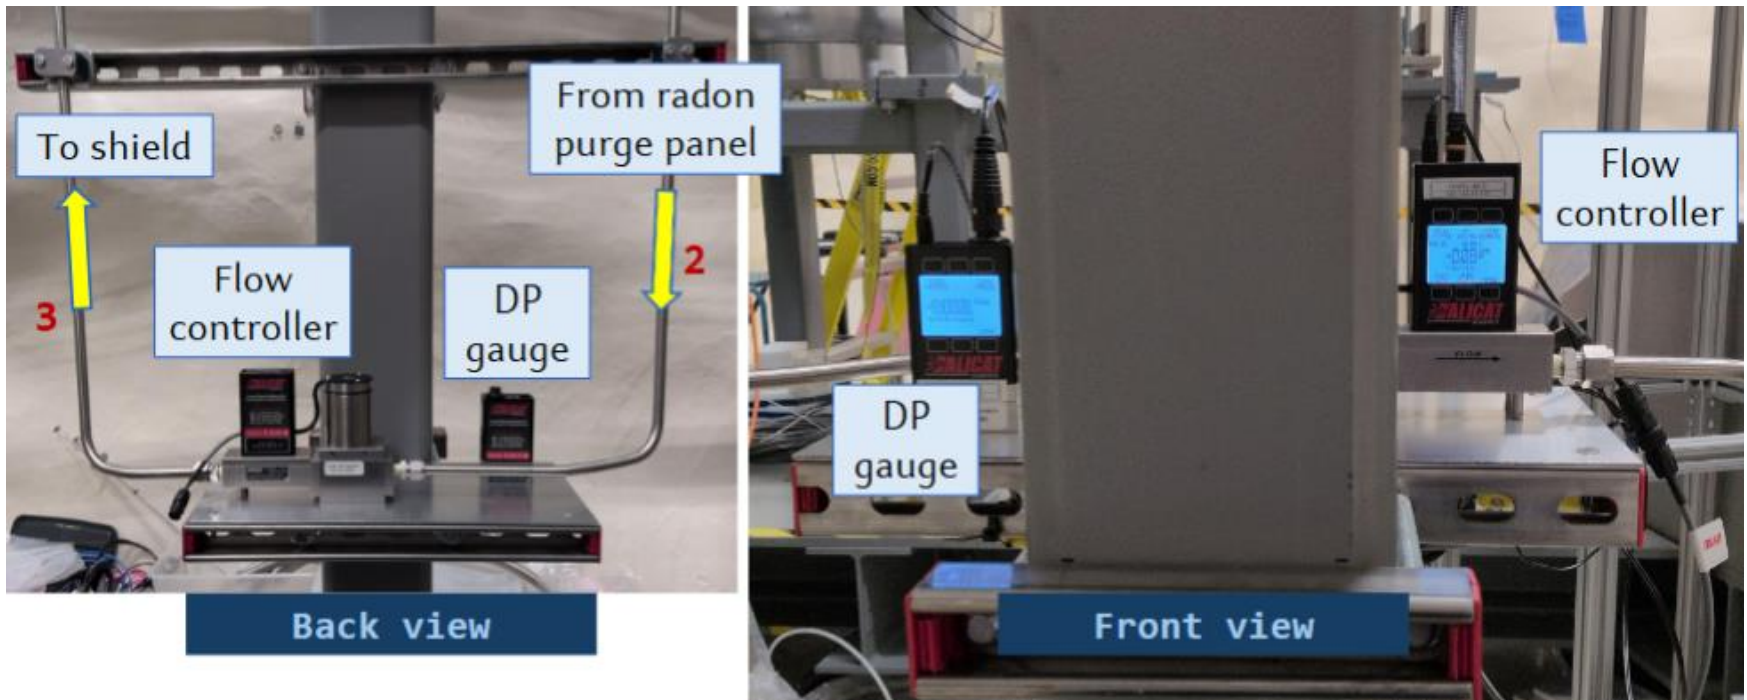 To shield
From radon
purge panel
3
2
Flow
controller
DP
gauge
Back view
Flow
controller
DP
gauge
ALICAT
ALICAT
FLOW
Front view